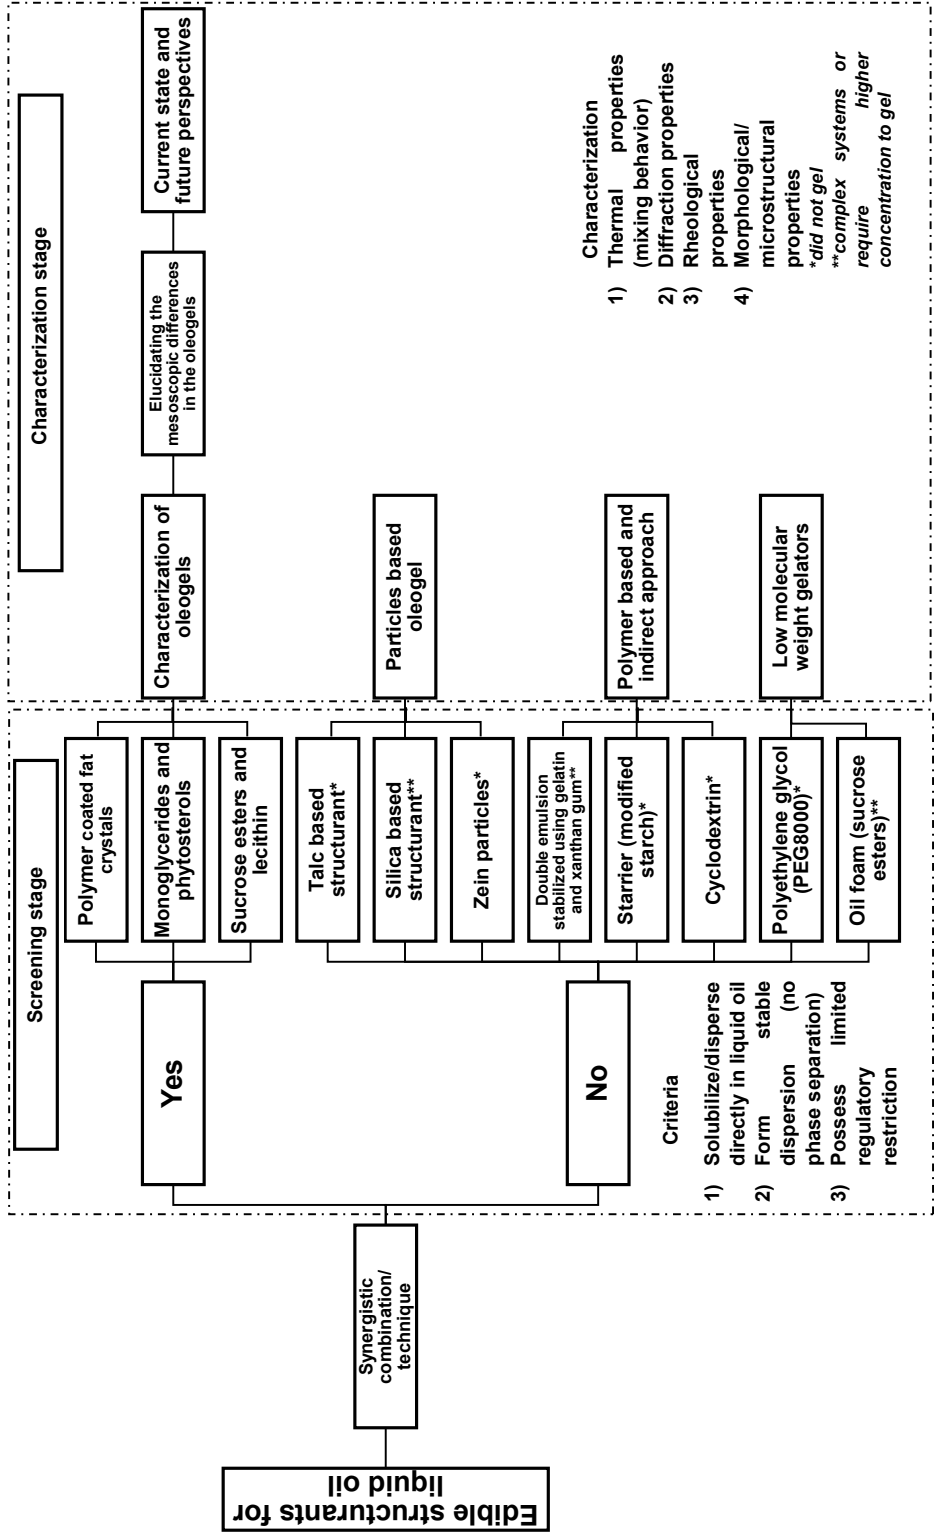 Edible structurants for
liquid oil
Synergistic
combination/
technique
Screening stage
Yes
Polymer coated fat
crystals
Monoglycerides and
phytosterols
Sucrose esters and
lecithin
No
Talc based
structurant*
Silica based
structurant**
Zein particles*
Double emulsion
stabilized using gelatin
and xanthan gum**
Starrier (modified
starch)*
Cyclodextrin*
Polyethylene glycol
(PEG8000)*
Oil foam (sucrose
esters)**
Criteria
1) Solubilize/disperse
directly in liquid oil
2) Form stable
dispersion (no
phase separation)
3) Possess limited
regulatory
restriction
Characterization stage
Characterization of
oleogels
Elucidating the
mesoscopic differences
in the oleogels
Current state and
future perspectives
Particles based
oleogel
Polymer based and
indirect approach
Low molecular
weight gelators
Characterization
1) Thermal properties
(mixing behavior)
2) Diffraction properties
3) Rheological
properties
4) Morphological/
microstructural
properties
*did not gel
**complex systems or
require higher
concentration to gel